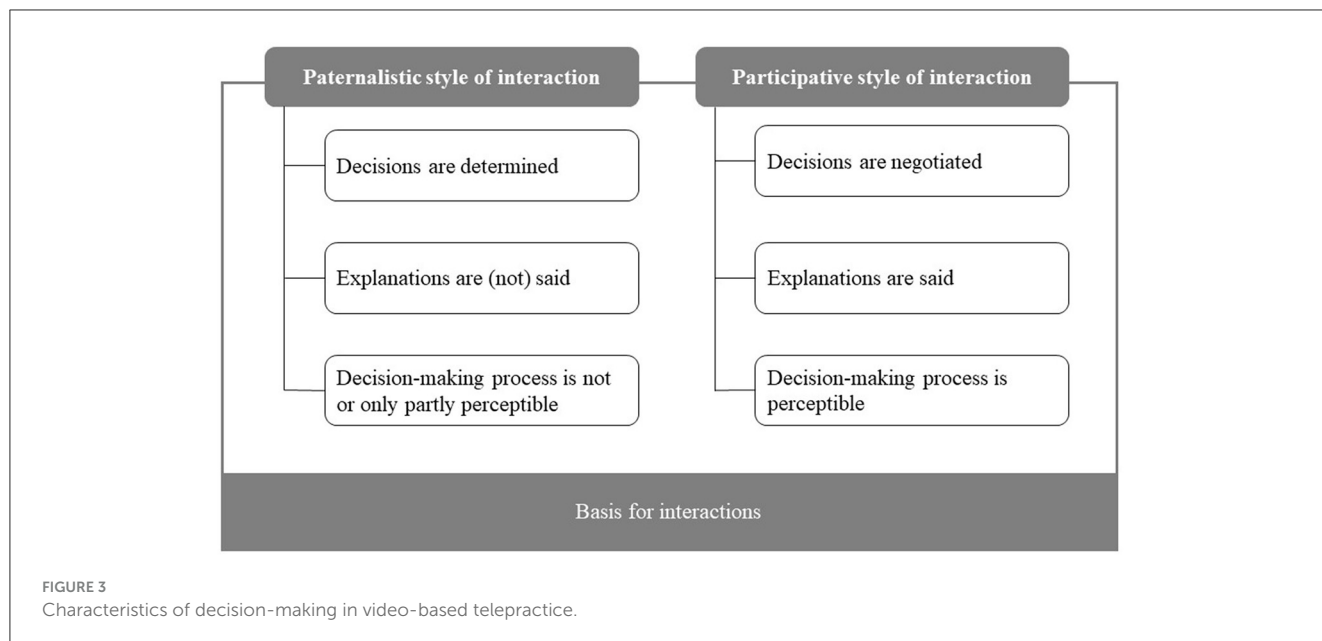 Paternalistic style of interaction
Decisions are determined
Explanations are (not) said
Decision-making process is not
or only partly perceptible
Participative style of interaction
Decisions are negotiated
Explanations are said
Decision-making process is
perceptible
Basis for interactions
FIGURE 3
Characteristics of decision-making in video-based telepractice.